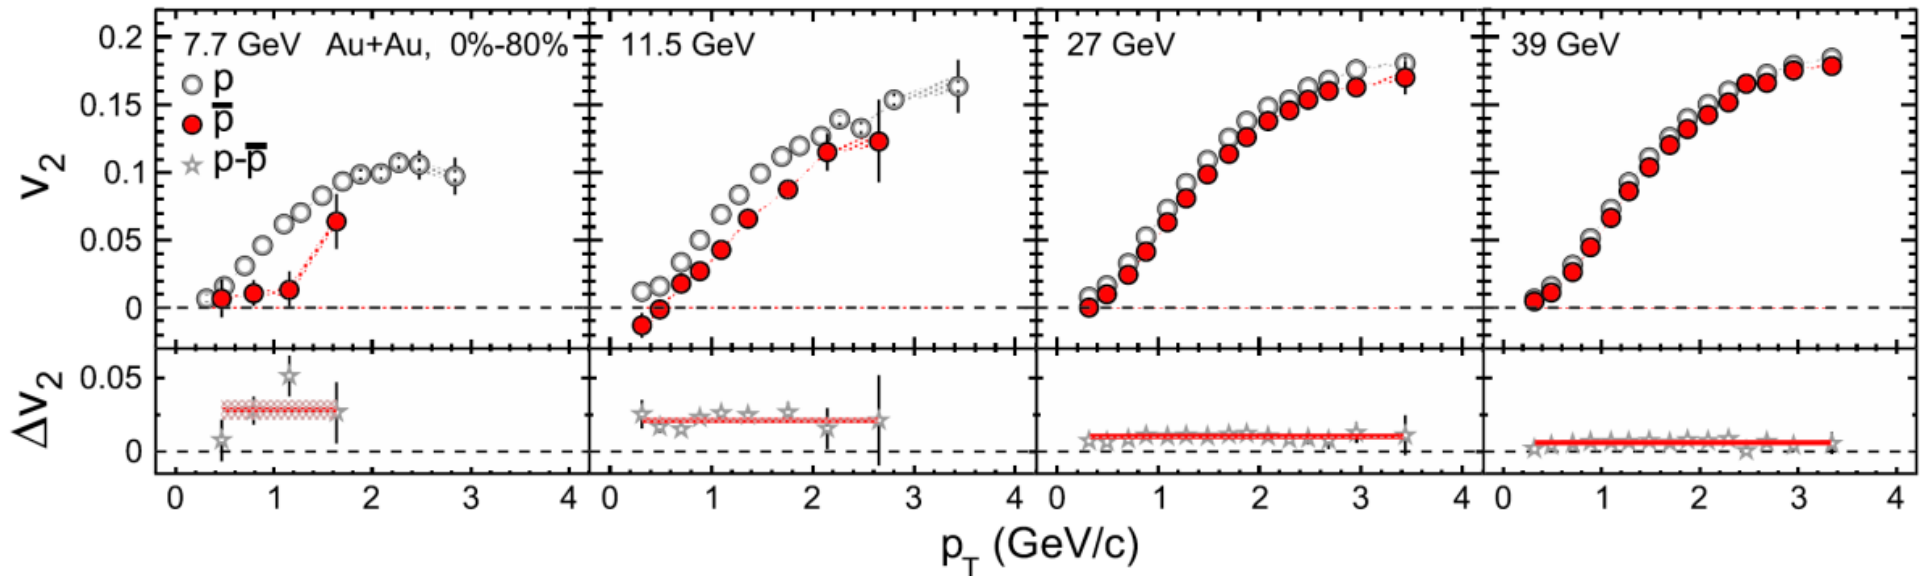 7.7 GeV Au+Au, 0%-80%
11.5 GeV
27 GeV
39 GeV
p
p̅
p-p̅
v₂
0.2
0.15
0.1
0.05
0
Δv₂
0.05
0
0 1 2 3 4
0 1 2 3 4
0 1 2 3 4
0 1 2 3 4
p_T (GeV/c)